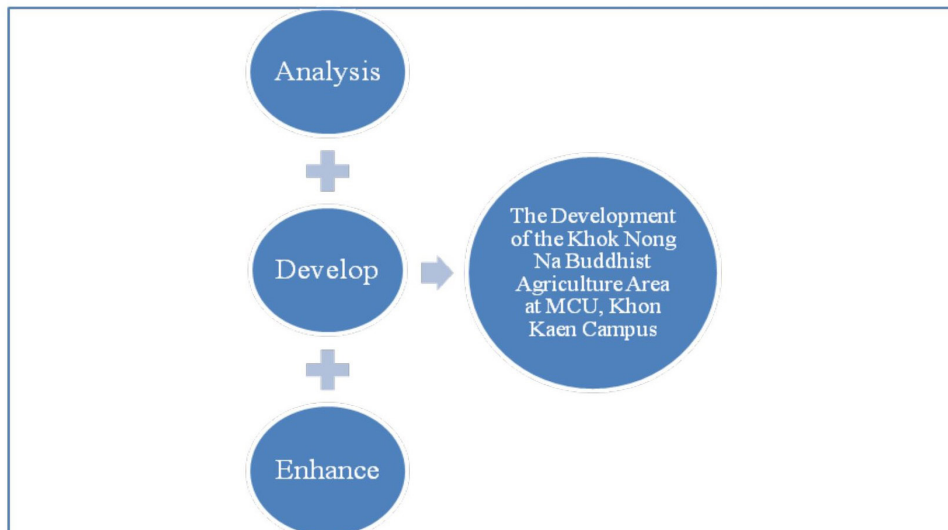 Analysis
Develop
Enhance
The Development
of the Khok Nong
Na Buddhist
Agriculture Area
at MCU, Khon
Kaen Campus